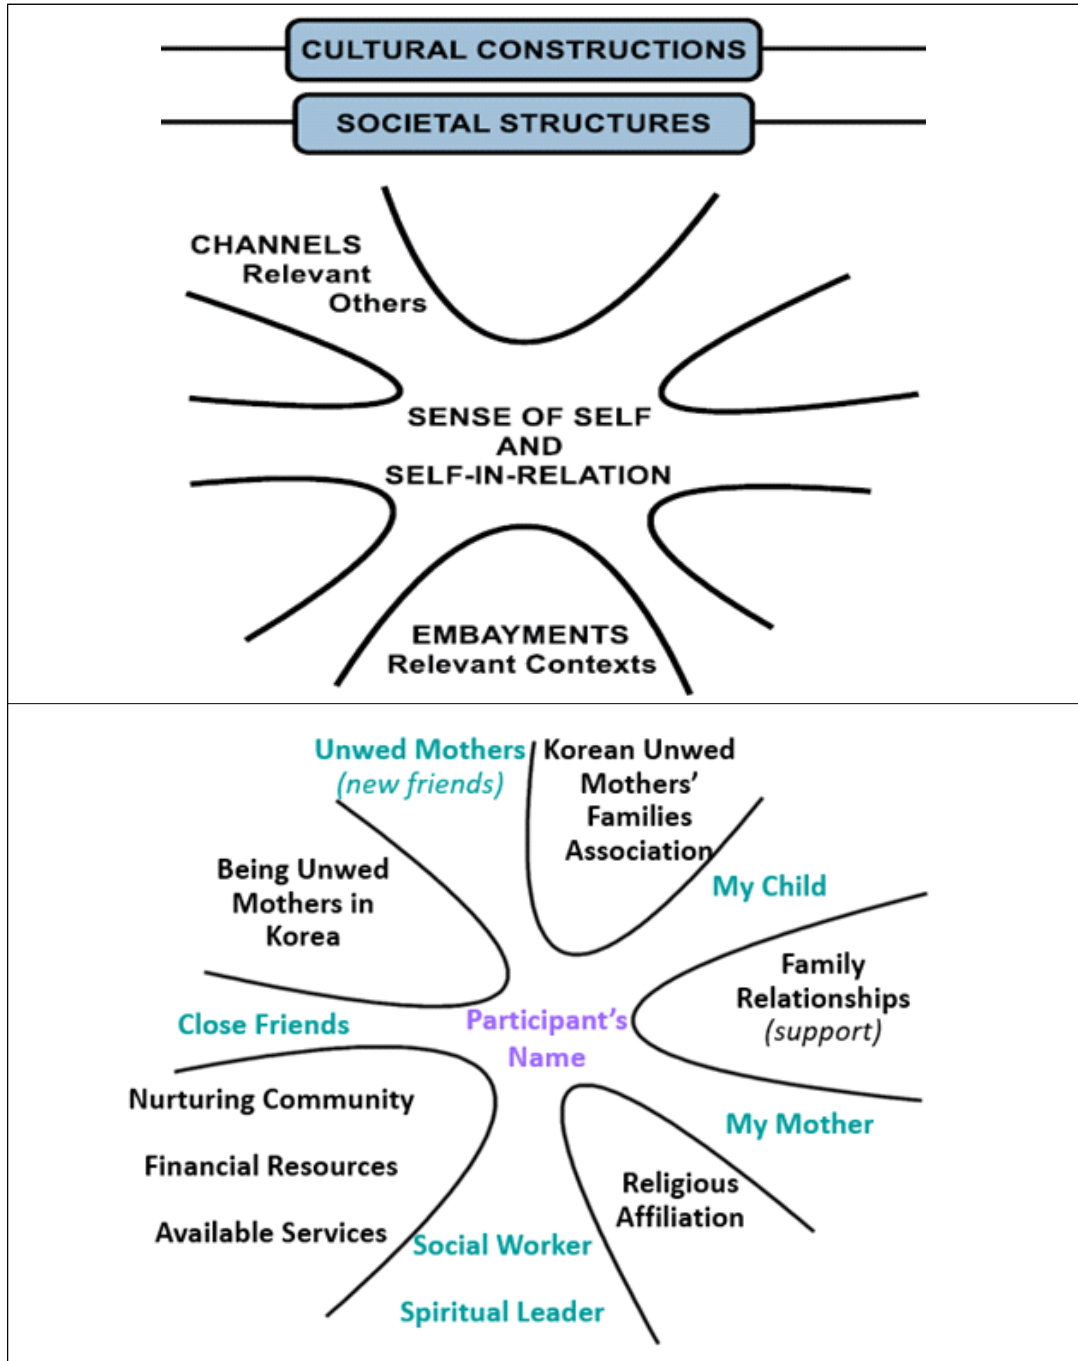 CULTURAL CONSTRUCTIONS
SOCIETAL STRUCTURES
CHANNELS
Relevant
Others
SENSE OF SELF
AND
SELF-IN-RELATION
EMBAYMENTS
Relevant Contexts
Unwed Mothers
(new friends)
Korean Unwed
Mothers’
Families
Association
Being Unwed
Mothers in
Korea
My Child
Family
Relationships
(support)
Close Friends
Participant’s
Name
Nurturing Community
Financial Resources
Available Services
My Mother
Religious
Affiliation
Social Worker
Spiritual Leader